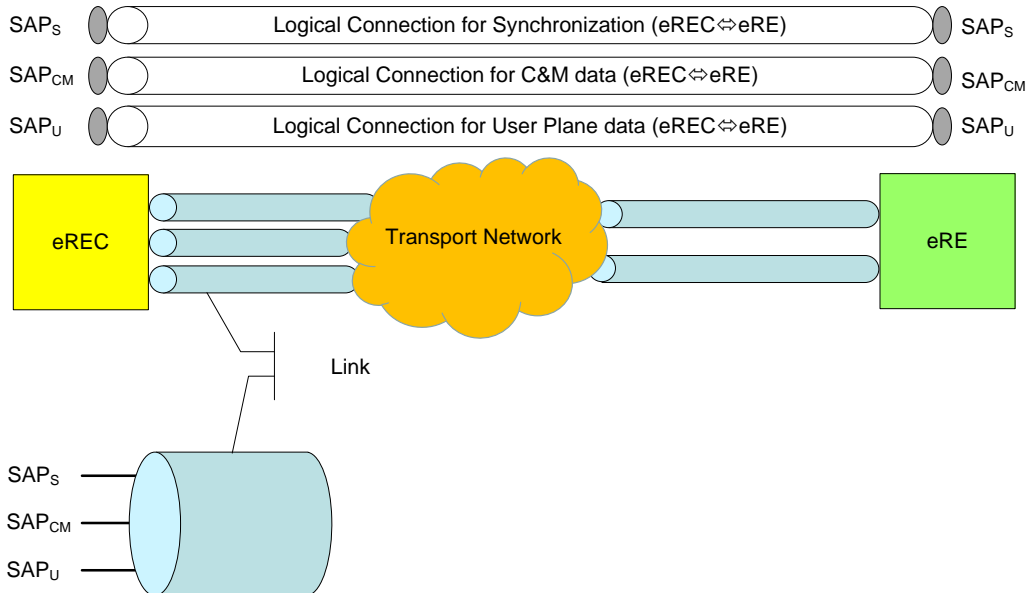 SAPS Logical Connection for Synchronization (eREC⇔eRE) SAPS
SAPCM Logical Connection for C&M data (eREC⇔eRE) SAPCM
SAPU Logical Connection for User Plane data (eREC⇔eRE) SAPU
eREC Transport Network eRE
Link
SAPS
SAPCM
SAPU